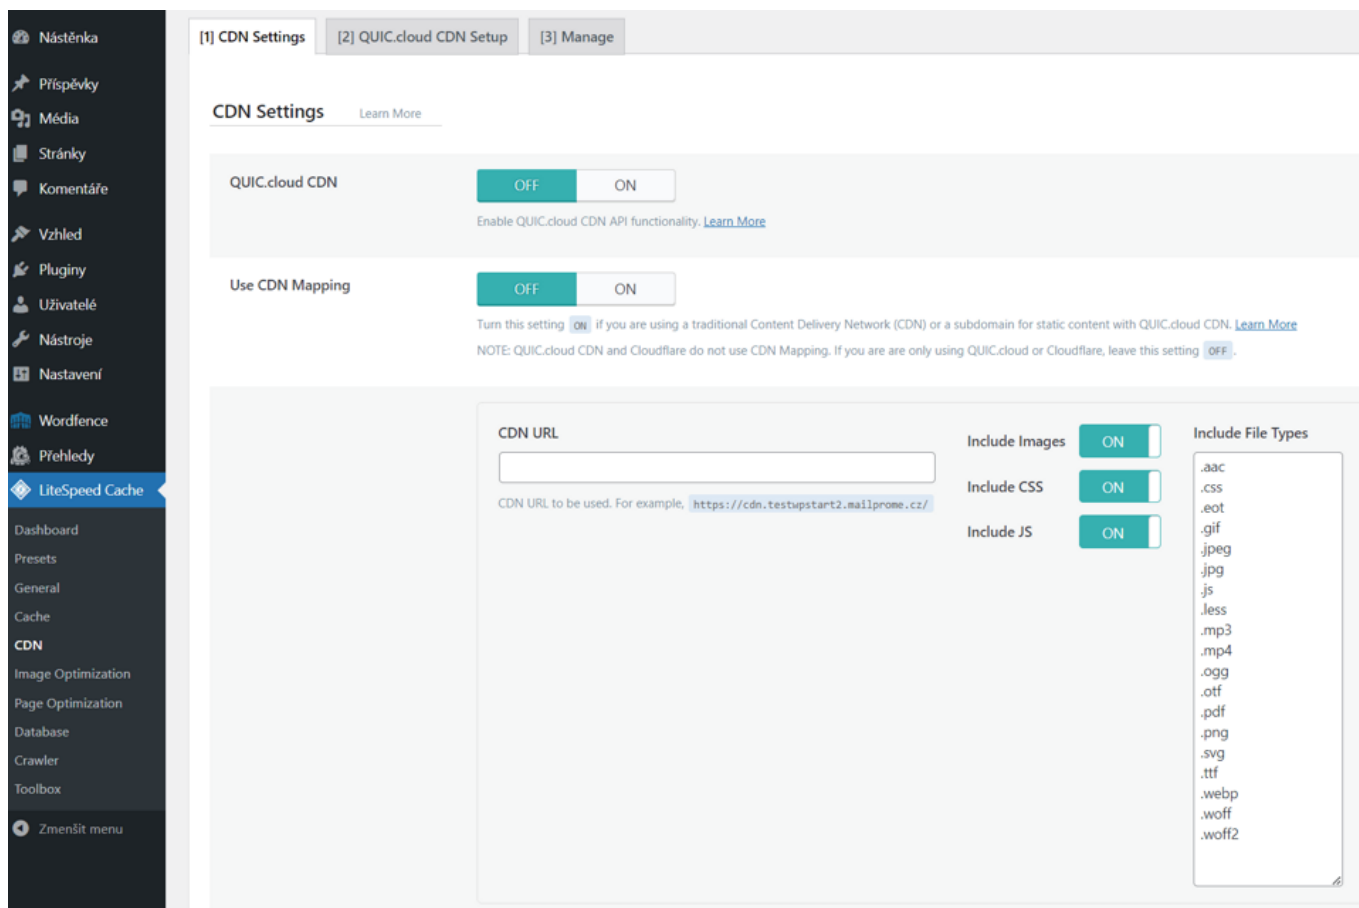 Nástěnka
Příspěvky
Média
Stránky
Komentáře
Vzhled
Pluginy
Uživatelé
Nástroje
Nastavení
Wordfence
Přehledy
LiteSpeed Cache
Dashboard
Presets
General
Cache
CDN
Image Optimization
Page Optimization
Database
Crawler
Toolbox
Zmenšit menu
[1] CDN Settings [2] QUIC.cloud CDN Setup [3] Manage
CDN Settings Learn More
QUIC.cloud CDN OFF ON
Enable QUIC.cloud CDN API functionality. Learn More
Use CDN Mapping OFF ON
Turn this setting ON if you are using a traditional Content Delivery Network (CDN) or a subdomain for static content with QUIC.cloud CDN. Learn More
NOTE: QUIC.cloud CDN and Cloudflare do not use CDN Mapping. If you are are only using QUIC.cloud or Cloudflare, leave this setting OFF .
CDN URL
CDN URL to be used. For example, https://cdn.testwpstart2.mailprome.cz/
Include Images ON
Include CSS ON
Include JS ON
Include File Types
.aac
.css
.eot
.gif
.jpeg
.jpg
.js
.less
.mp3
.mp4
.ogg
.otf
.pdf
.png
.svg
.ttf
.webp
.woff
.woff2